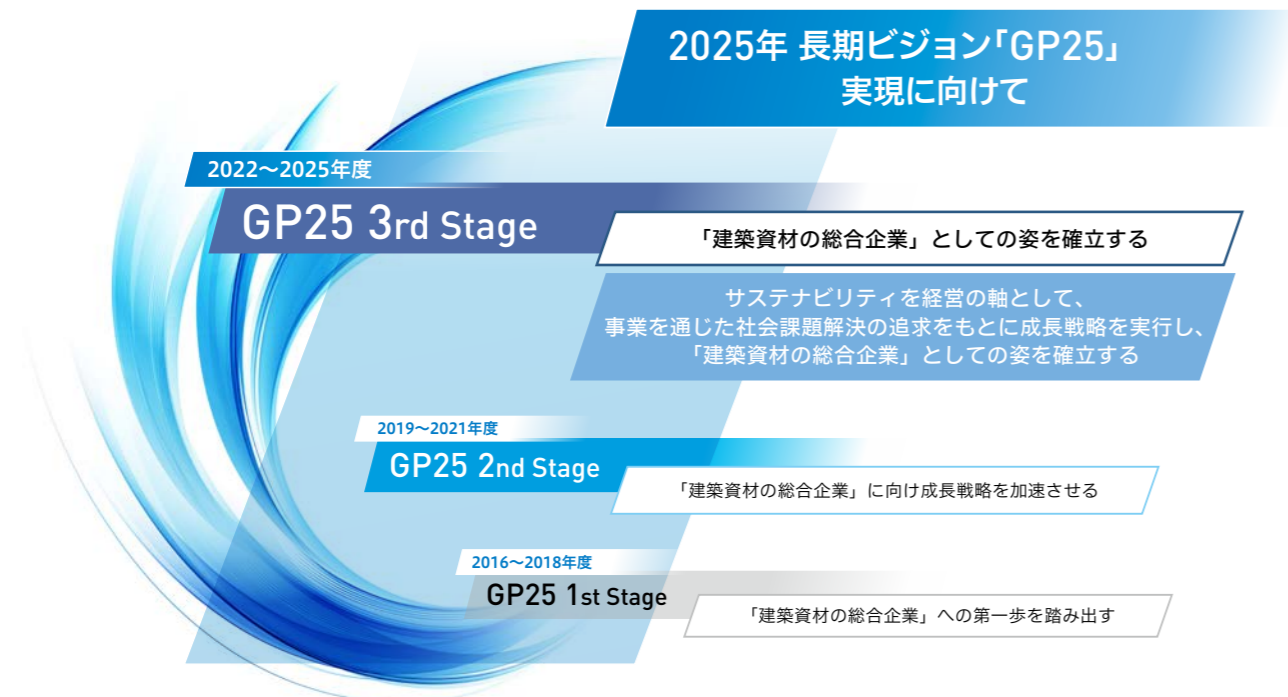 2025年 長期ビジョン「GP25」
実現に向けて
2022～2025年度
GP25 3rd Stage
「建築資材の総合企業」としての姿を確立する
サステナビリティを経営の軸として、
事業を通じた社会課題解決の追求をもとに成長戦略を実行し、
「建築資材の総合企業」としての姿を確立する
2019～2021年度
GP25 2nd Stage
「建築資材の総合企業」に向け成長戦略を加速させる
2016～2018年度
GP25 1st Stage
「建築資材の総合企業」への第一歩を踏み出す